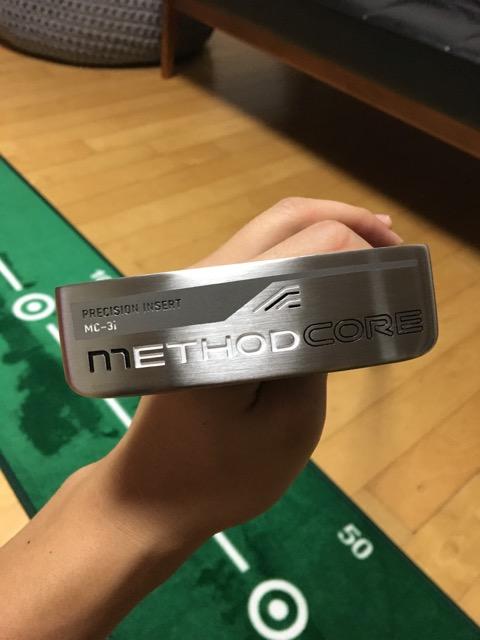 PRECISION INSERT
MC-3i
METHODCORE
50